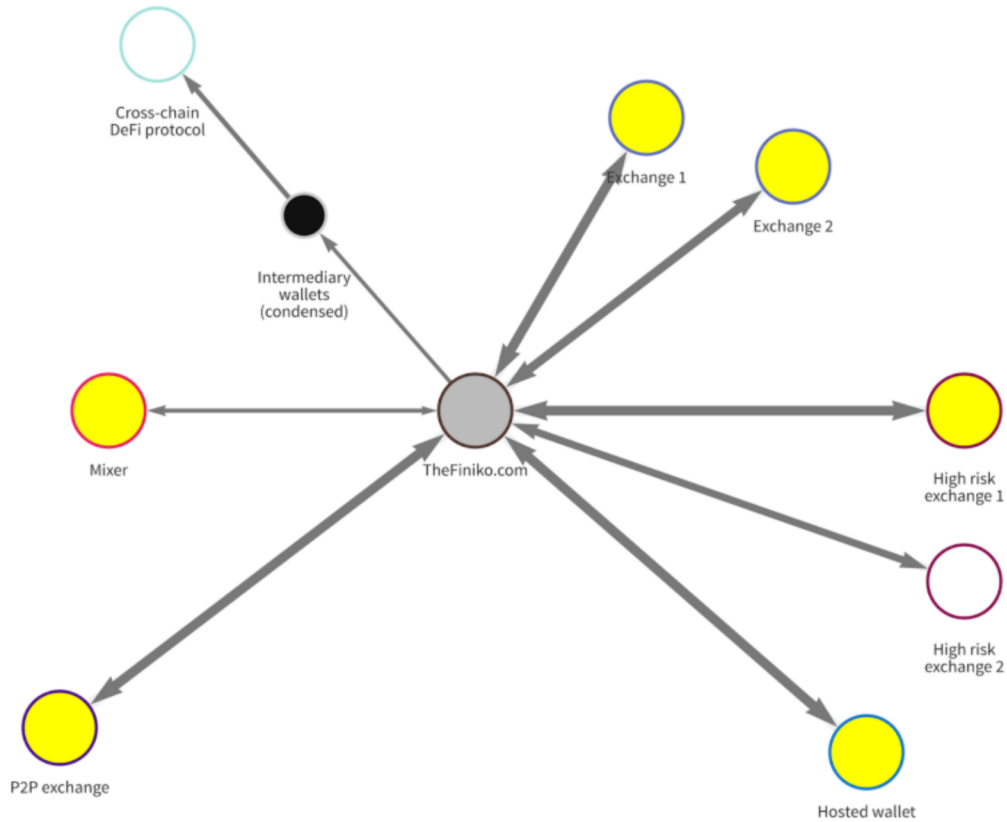 Cross-chain
DeFi protocol
Exchange 1
Exchange 2
Intermediary
wallets
(condensed)
Mixer
TheFiniko.com
High risk
exchange 1
High risk
exchange 2
P2P exchange
Hosted wallet